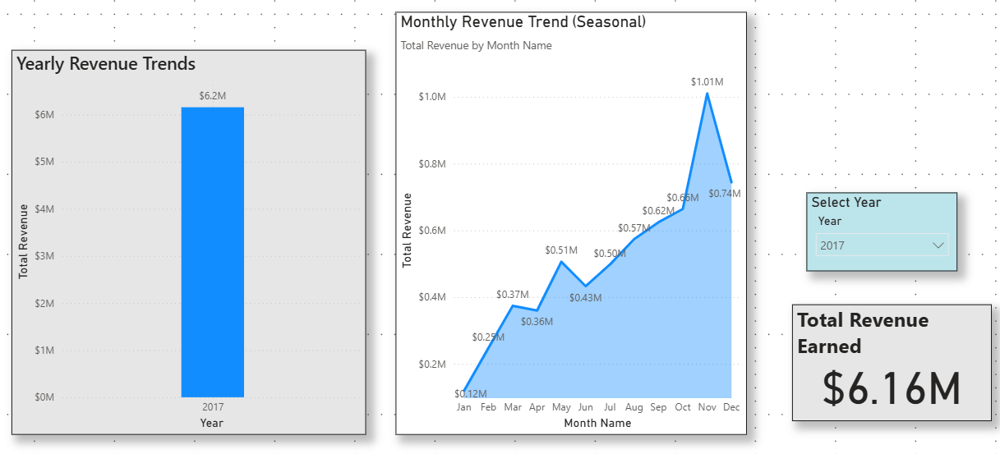 Yearly Revenue Trends
$6.2M
$6M
$5M
$4M
$3M
$2M
$1M
$0M
Total Revenue
2017
Year
Monthly Revenue Trend (Seasonal)
Total Revenue by Month Name
$1.01M
$1.0M
$0.8M
$0.66M
$0.74M
$0.62M
$0.6M
$0.57M
$0.51M
$0.50M
$0.43M
$0.4M
$0.37M
$0.36M
$0.25M
$0.2M
$0.12M
Total Revenue
Jan Feb Mar Apr May Jun Jul Aug Sep Oct Nov Dec
Month Name
Select Year
Year
2017
Total Revenue
Earned
$6.16M